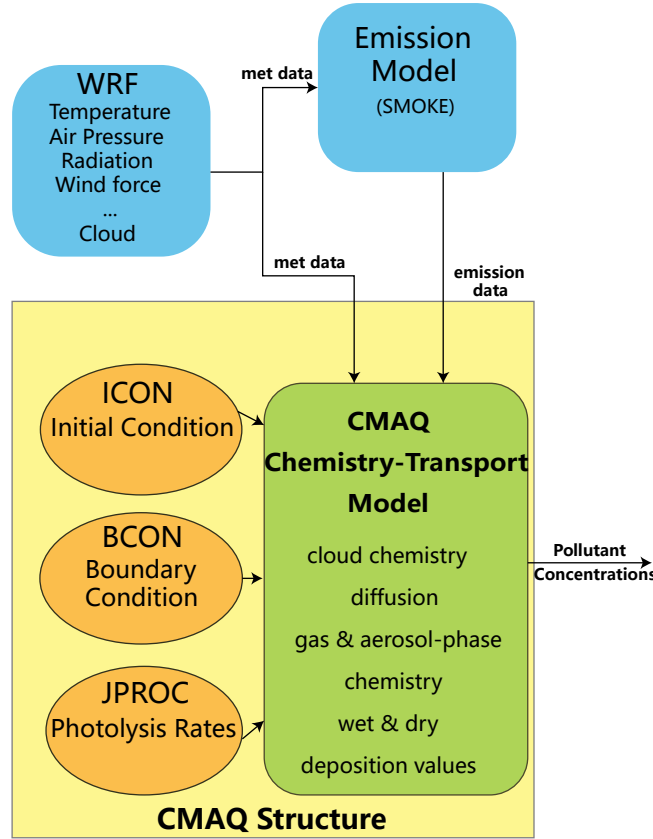 WRF
Temperature
Air Pressure
Radiation
Wind force
...
Cloud
met data
Emission
Model
(SMOKE)
met data
emission
data
ICON
Initial Condition
BCON
Boundary
Condition
JPROC
Photolysis Rates
CMAQ
Chemistry-Transport
Model
cloud chemistry
diffusion
gas & aerosol-phase
chemistry
wet & dry
deposition values
Pollutant
Concentrations
CMAQ Structure